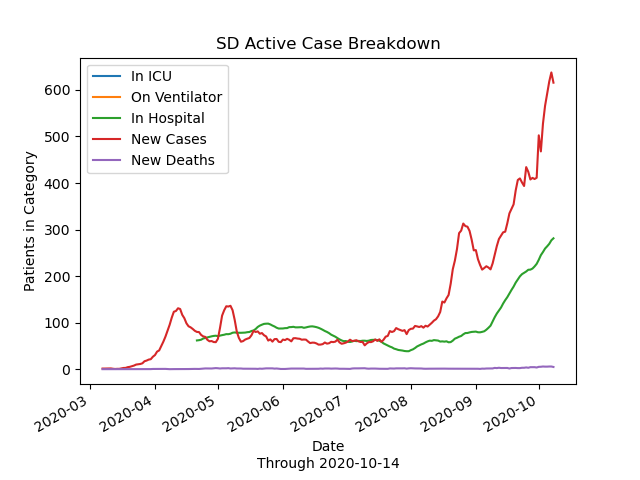 SD Active Case Breakdown
In ICU
On Ventilator
In Hospital
New Cases
New Deaths
Patients in Category
600
500
400
300
200
100
0
2020-03
2020-04
2020-05
2020-06
2020-07
2020-08
2020-09
2020-10
Date
Through 2020-10-14